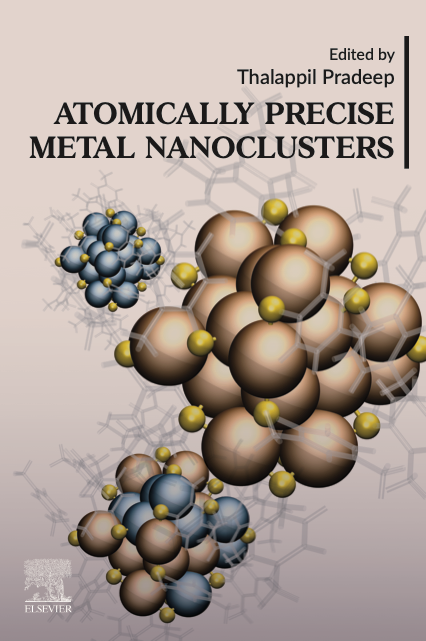 Edited by
Thalappil Pradeep
ATOMICALLY PRECISE
METAL NANOCLUSTERS
ELSEVIER